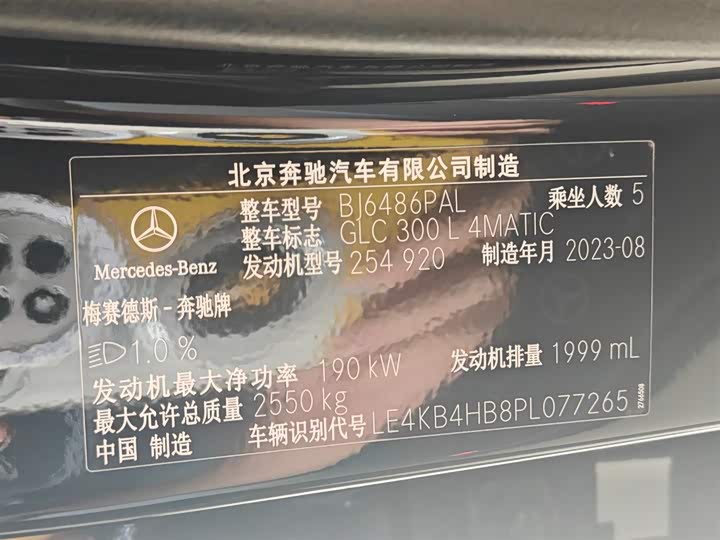 北京奔驰汽车有限公司制造
整车型号 BJ6486PAL 乘坐人数 5
整车标志 GLC 300 L 4MATIC
Mercedes-Benz 发动机型号 254 920 制造年月 2023-08
梅赛德斯-奔驰牌
1.0 %
发动机最大净功率 190 kW 发动机排量 1999 mL
最大允许总质量 2550 kg
中国 制造 车辆识别代号 LE4KB4HB8PL077265